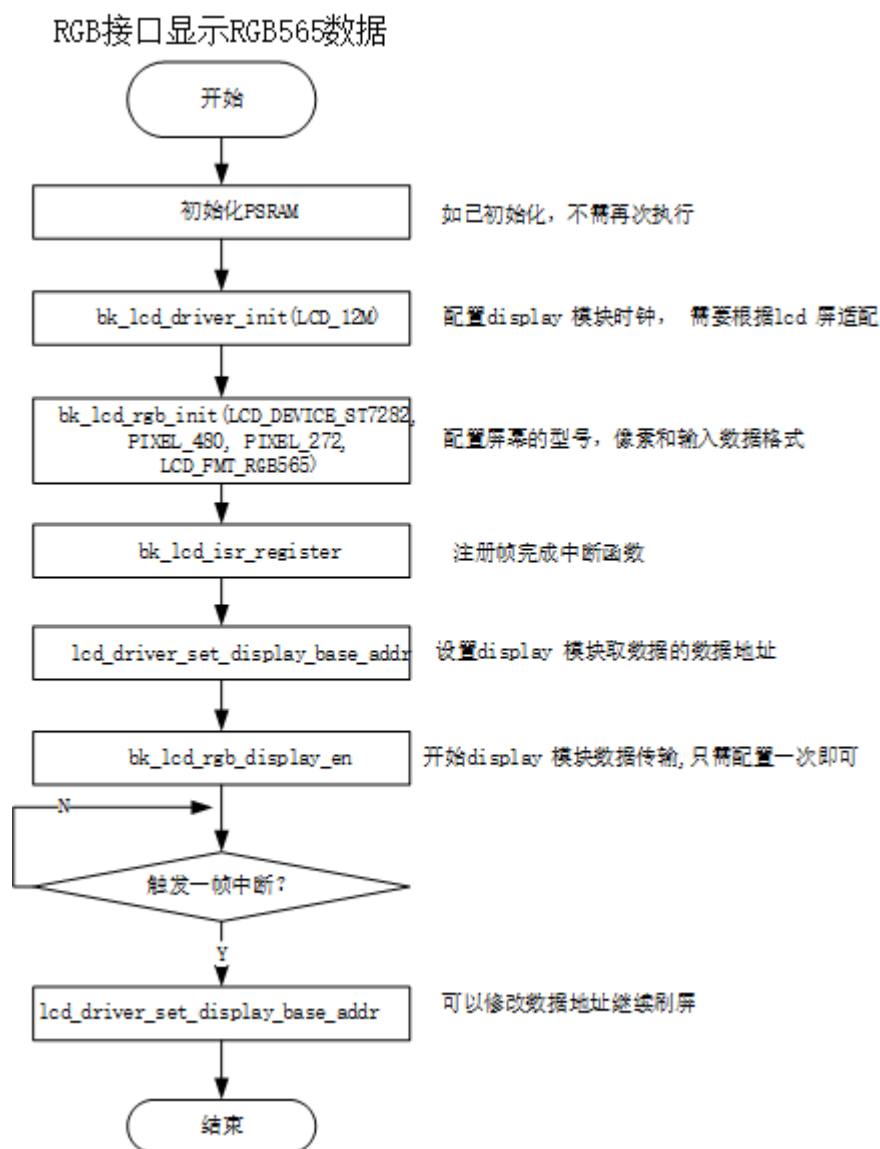 RGB接口显示RGB565数据
开始
初始化PSRAM
如已初始化，不需再次执行
bk_lcd_driver_init(LCD_12M)
配置display 模块时钟， 需要根据lcd 屏适配
bk_lcd_rgb_init(LCD_DEVICE_ST7282,
PIXEL_480, PIXEL_272,
LCD_FMT_RGB565)
配置屏幕的型号，像素和输入数据格式
bk_lcd_isr_register
注册帧完成中断函数
lcd_driver_set_display_base_addr
设置display 模块取数据的数据地址
bk_lcd_rgb_display_en
开始display 模块数据传输,只需配置一次即可
N
触发一帧中断？
Y
lcd_driver_set_display_base_addr
可以修改数据地址继续刷屏
结束